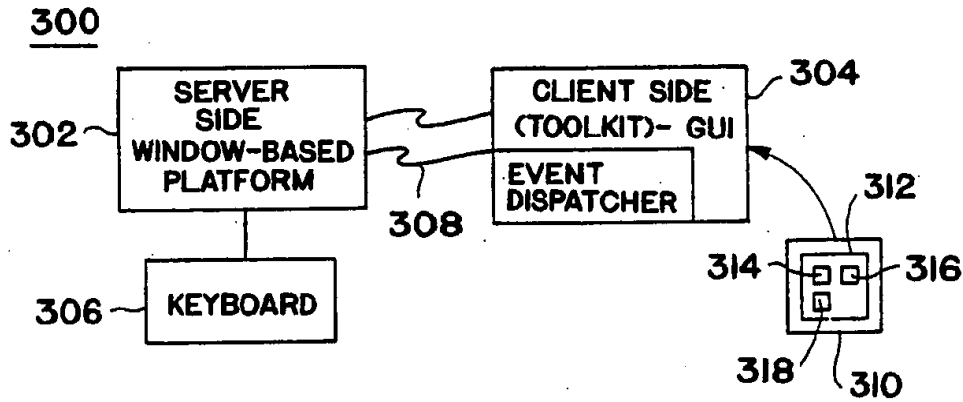 300
SERVER
SIDE
WINDOW-BASED
PLATFORM
302
CLIENT SIDE
(TOOLKIT)- GUI
304
EVENT
DISPATCHER
308
312
314
316
318
310
306
KEYBOARD